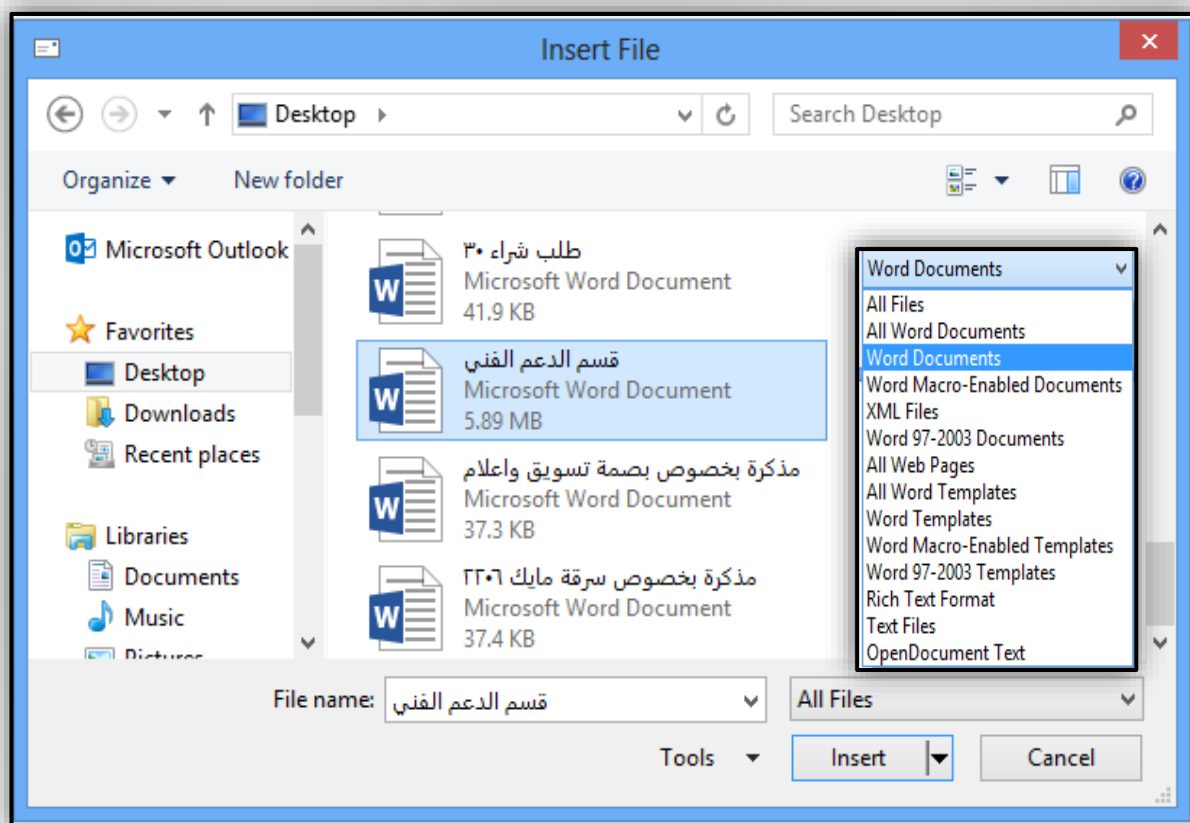 Insert File
Desktop
Search Desktop
Organize
New folder
Microsoft Outlook
Favorites
Desktop
Downloads
Recent places
Libraries
Documents
Music
Pictures
طلب شراء ٣٠
Microsoft Word Document
41.9 KB
قسم الدعم الفني
Microsoft Word Document
5.89 MB
مذكرة بخصوص بصمة تسويق واعلام
Microsoft Word Document
37.3 KB
مذكرة بخصوص سرقة مايك ٢٢٠٦
Microsoft Word Document
37.4 KB
Word Documents
All Files
All Word Documents
Word Documents
Word Macro-Enabled Documents
XML Files
Word 97-2003 Documents
All Web Pages
All Word Templates
Word Templates
Word Macro-Enabled Templates
Word 97-2003 Templates
Rich Text Format
Text Files
OpenDocument Text
File name: قسم الدعم الفني
All Files
Tools
Insert
Cancel